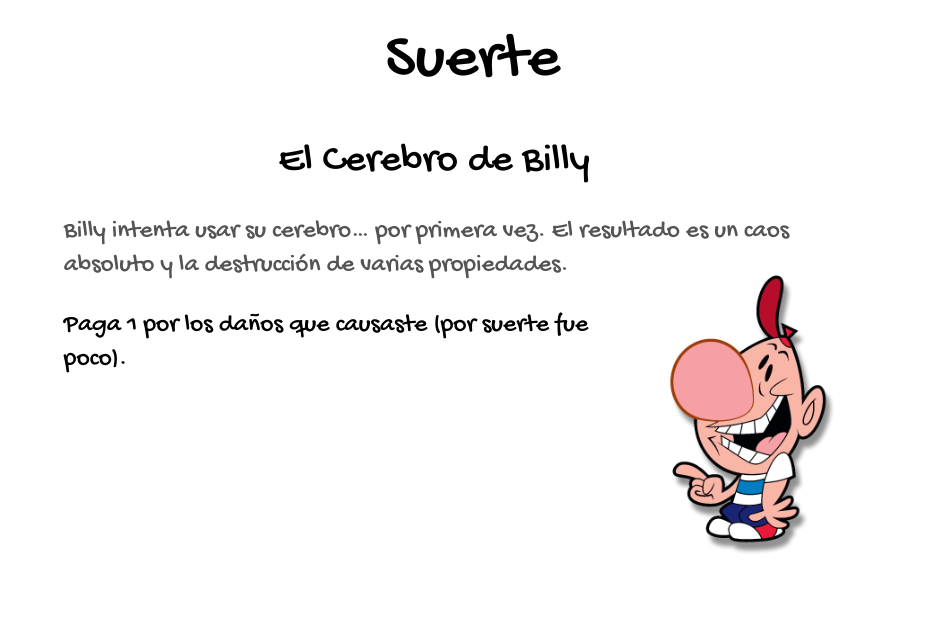 Suerte
El Cerebro de Billy
Billy intenta usar su cerebro... por primera vez. El resultado es un caos
absoluto y la destrucción de varias propiedades.
Paga 1 por los daños que causaste (por suerte fue
poco).